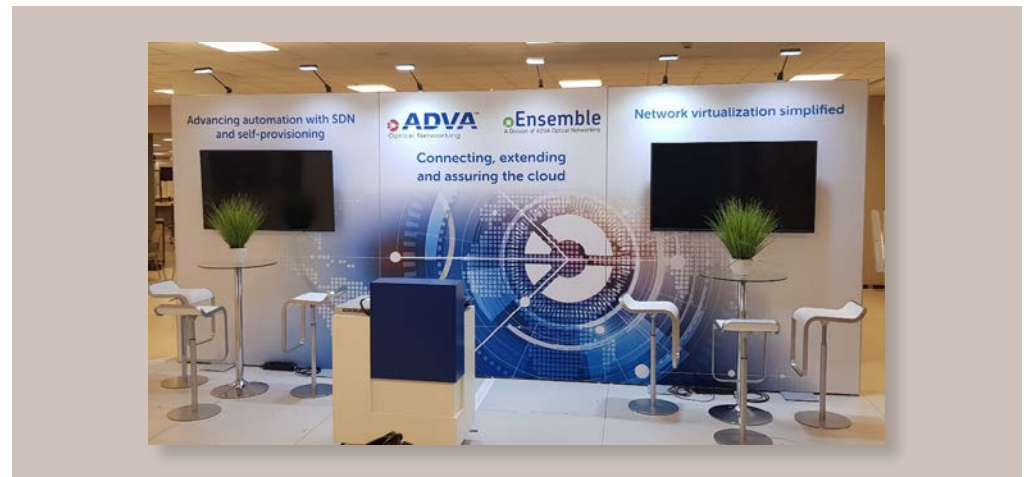 Advancing automation with SDN
and self-provisioning
ADVA™
Optical Networking
Ensemble
A Division of ADVA Optical Networking
Connecting, extending
and assuring the cloud
Network virtualization simplified